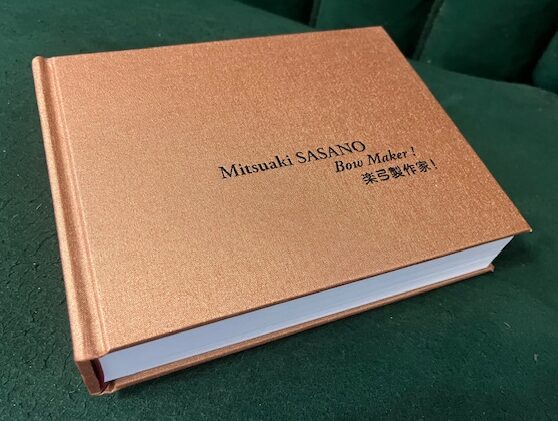 Mitsuaki SASANO
Bow Maker !
楽弓製作家!